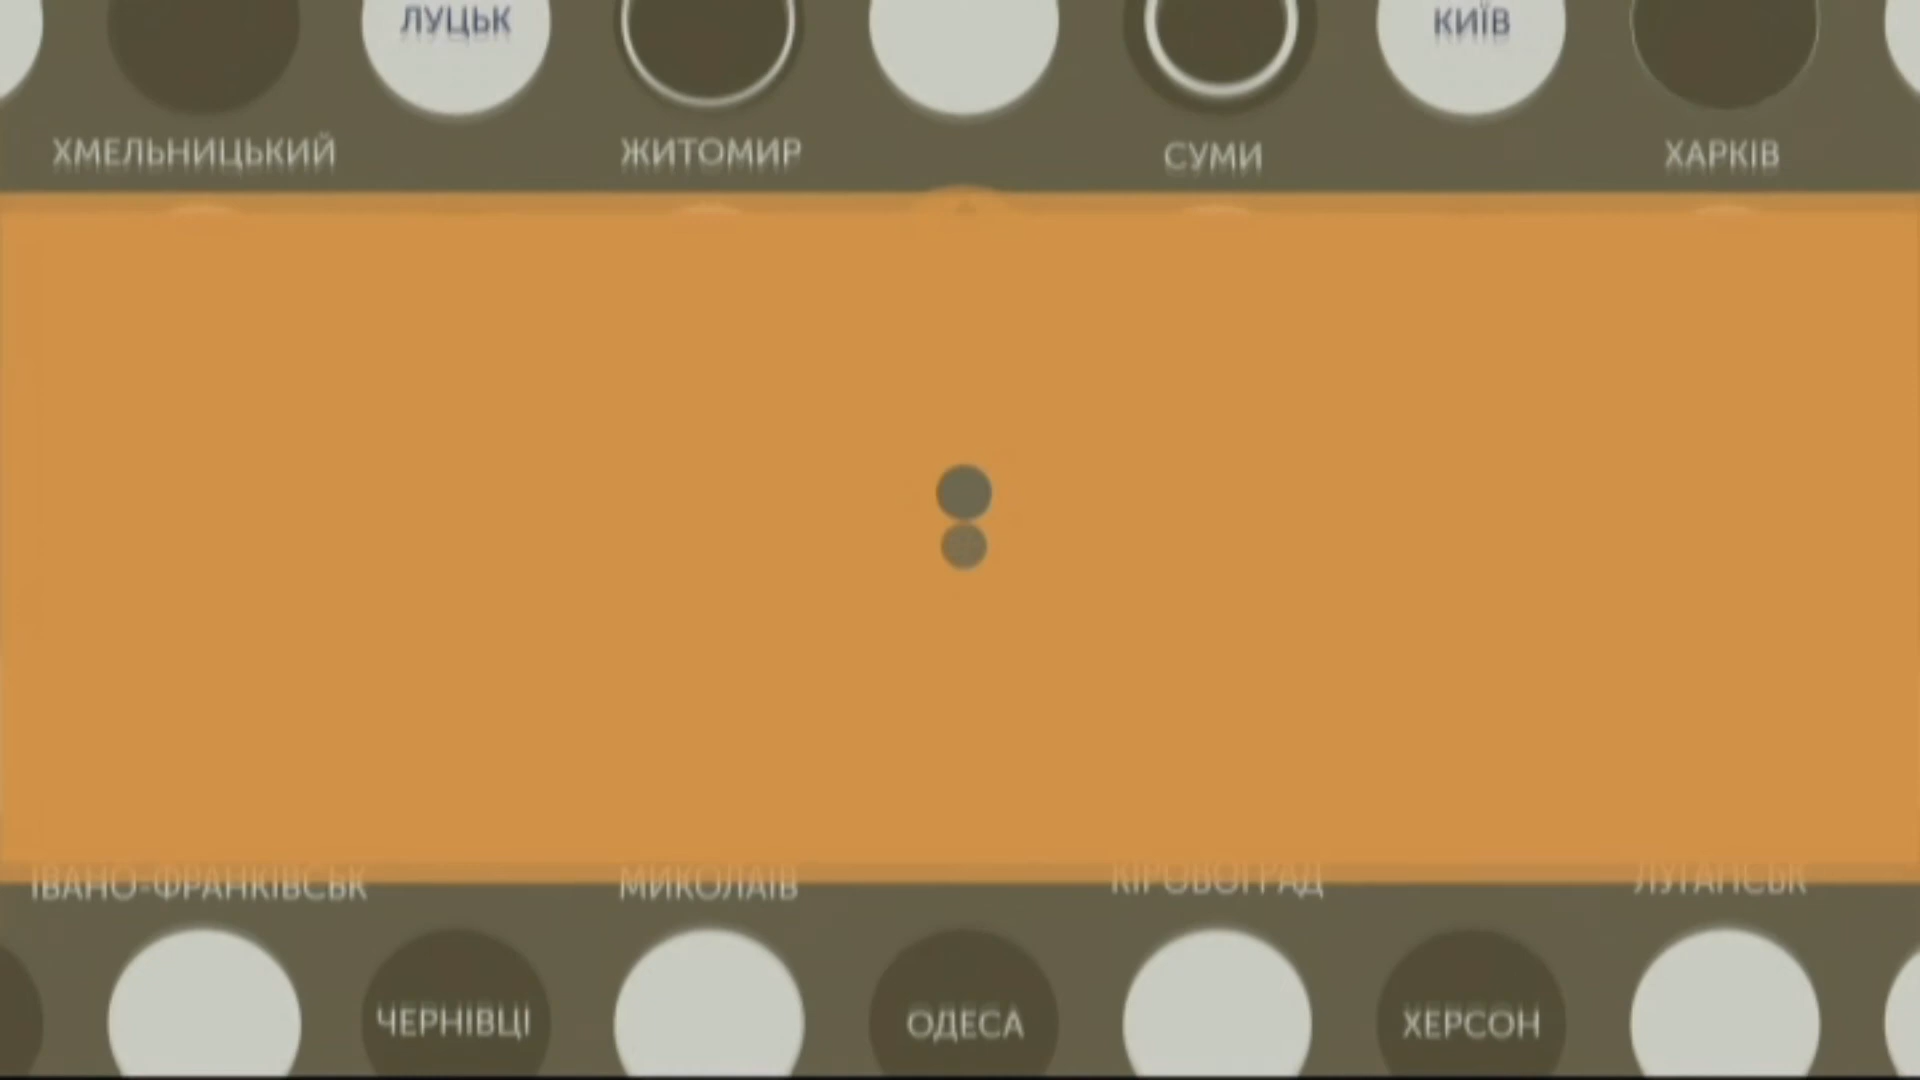 ЛУЦЬК
КИЇВ
ХМЕЛЬНИЦЬКИЙ
ЖИТОМИР
СУМИ
ХАРКІВ
ІВАНО-ФРАНКІВСЬК
МИКОЛАЇВ
КІРОВОГРАД
ЛУГАНСЬК
ЧЕРНІВЦІ
ОДЕСА
ХЕРСОН